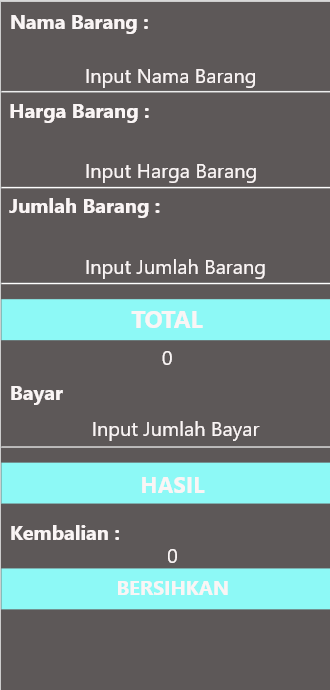 Nama Barang :
Input Nama Barang
Harga Barang :
Input Harga Barang
Jumlah Barang :
Input Jumlah Barang
TOTAL
0
Bayar
Input Jumlah Bayar
HASIL
Kembalian :
0
BERSIHKAN